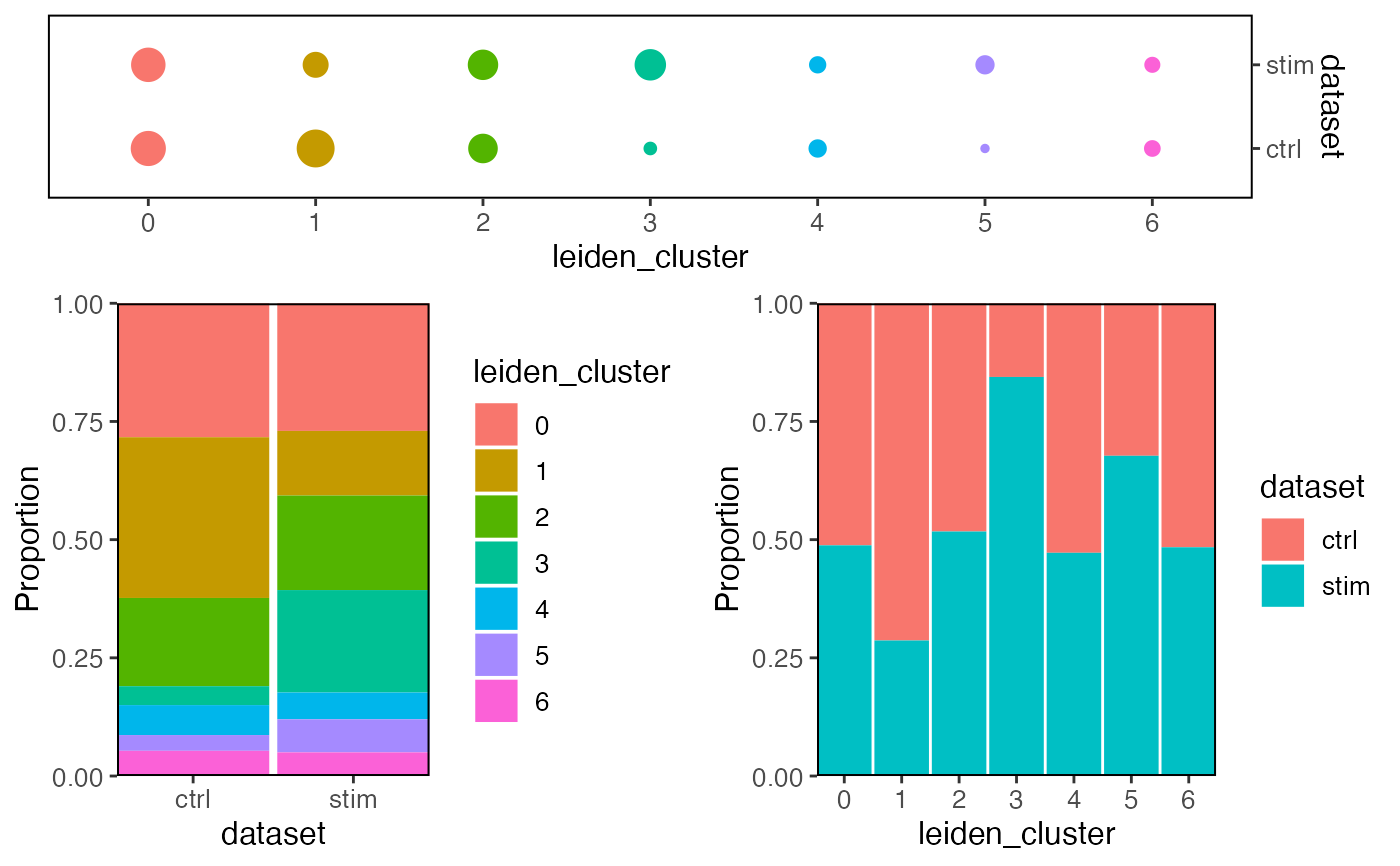 stim
ctrl
dataset
0 1 2 3 4 5 6
leiden_cluster
1.00
0.75
0.50
0.25
0.00
Proportion
ctrl stim
dataset
leiden_cluster
0
1
2
3
4
5
6
1.00
0.75
0.50
0.25
0.00
Proportion
0 1 2 3 4 5 6
leiden_cluster
dataset
ctrl
stim